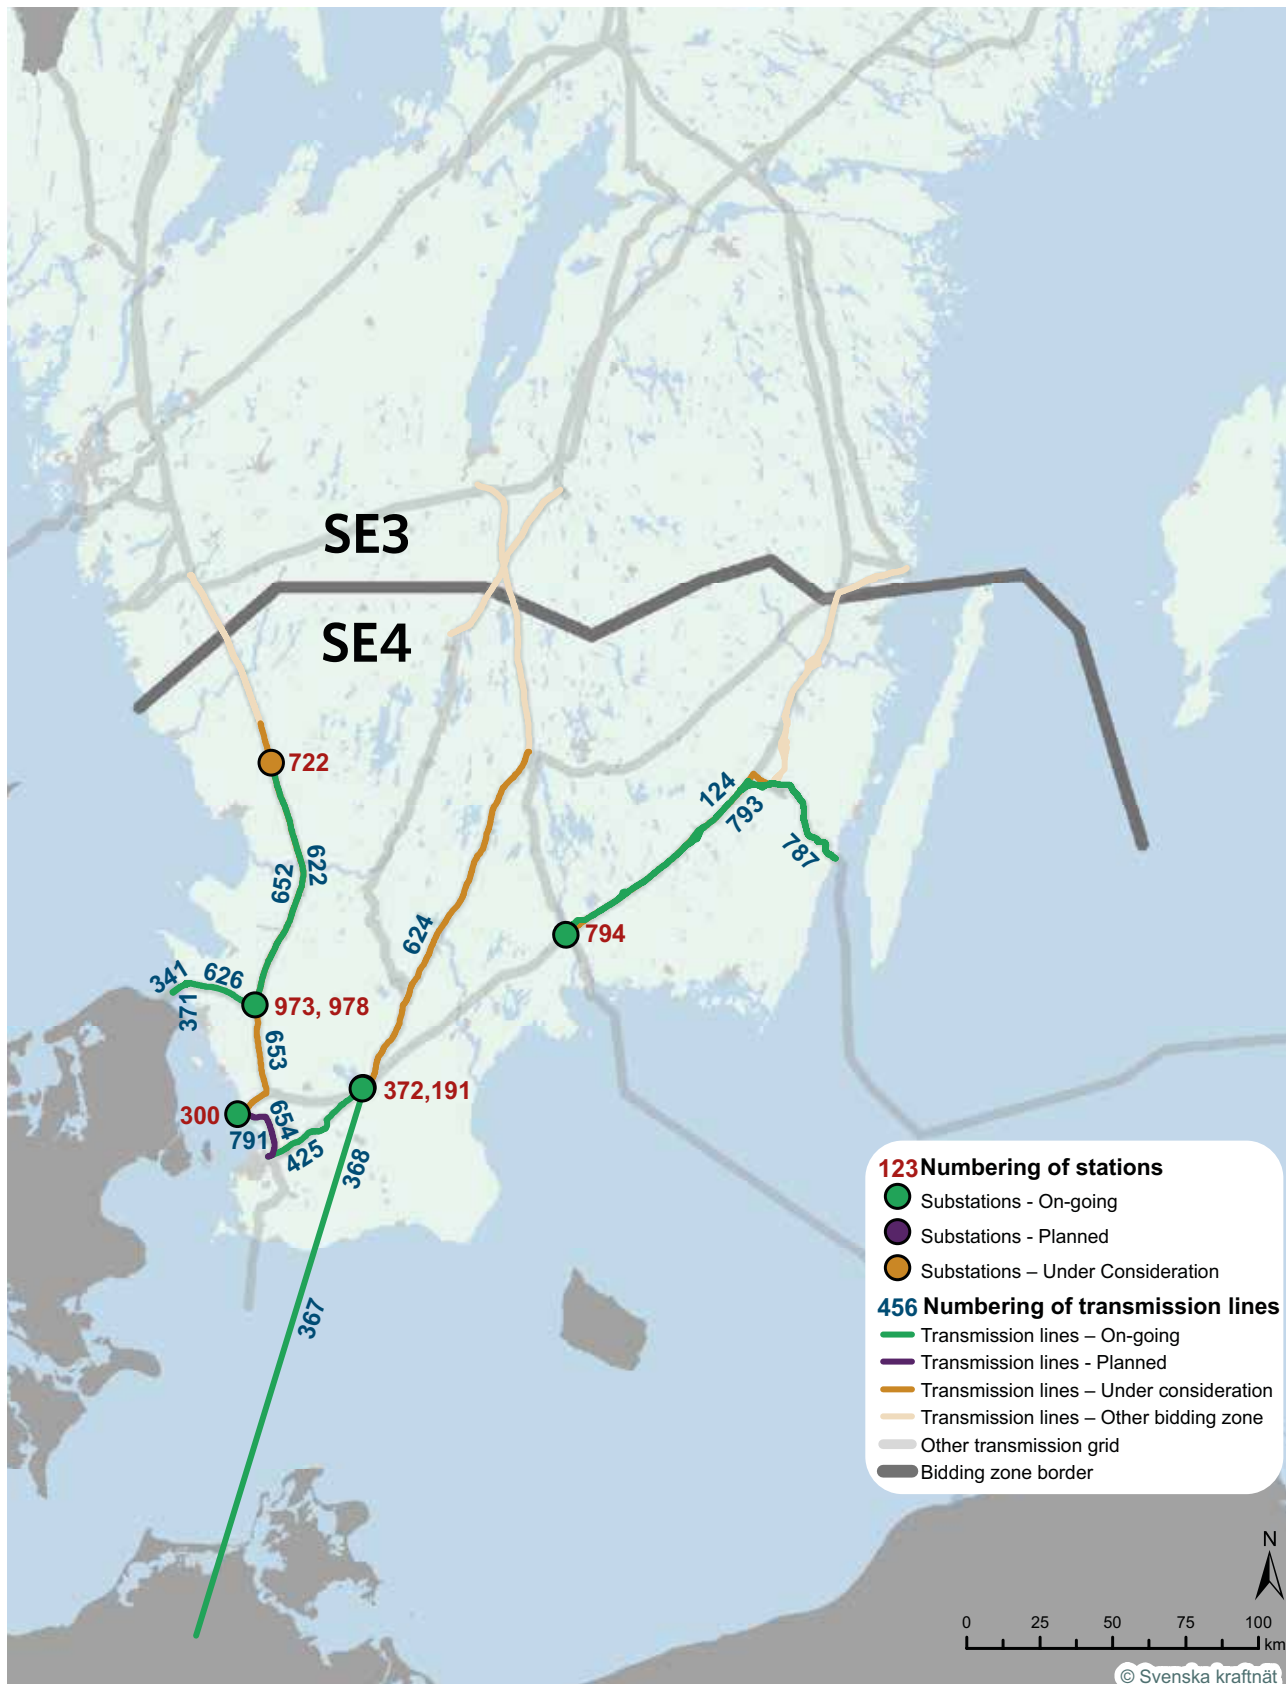 SE3
SE4
722
622
652
124
793
787
624
794
341
626
371
973, 978
653
372,191
300
654
791
425
368
367
123 Numbering of stations
Substations - On-going
Substations - Planned
Substations – Under Consideration
456 Numbering of transmission lines
Transmission lines – On-going
Transmission lines - Planned
Transmission lines – Under consideration
Transmission lines – Other bidding zone
Other transmission grid
Bidding zone border
N
0 25 50 75 100
km
© Svenska kraftnät